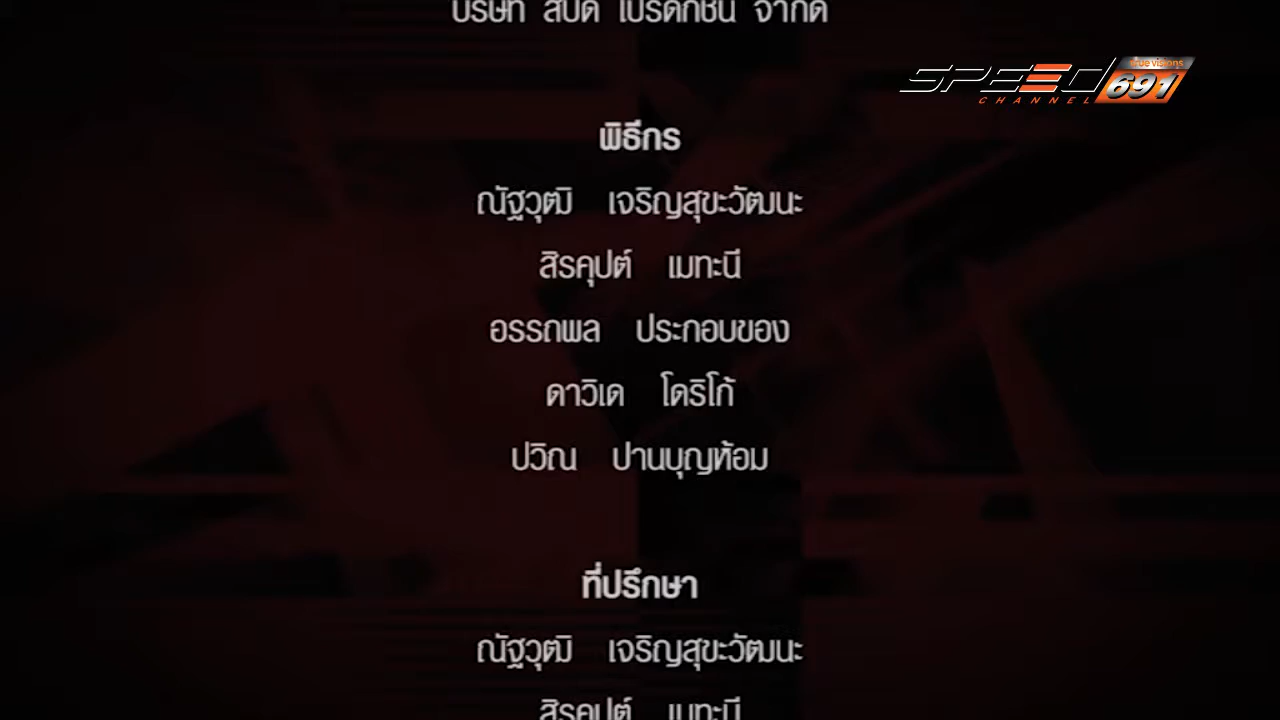 บริษัท สปีด โปรดักชั่น จำกัด
SPEED
true visions
691
CHANNEL
พิธีกร
ณัฐวุฒิ เจริญสุขะวัฒนะ
สิรคุปต์ เมทะนี
อรรถพล ประกอบของ
ดาวิเด โดริโก้
ปวิณ ปานบุญห้อม
ที่ปรึกษา
ณัฐวุฒิ เจริญสุขะวัฒนะ
สิรคุปต์ เมทะนี